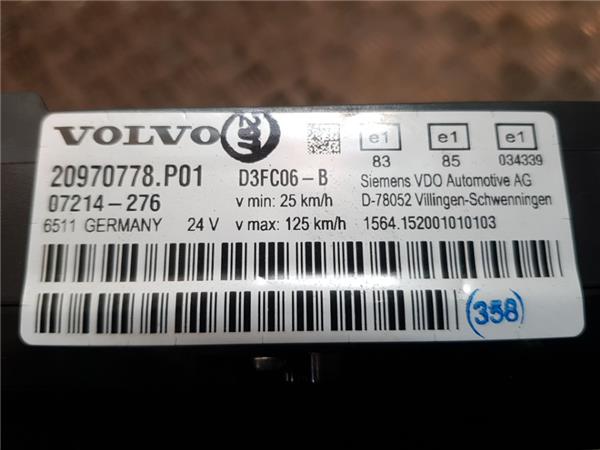 VOLVO
e1 e1 e1
83 85 034339
20970778.P01 D3FC06-B Siemens VDO Automotive AG
07214-276 v min: 25 km/h D-78052 Villingen-Schwenningen
6511 GERMANY 24 V v max: 125 km/h 1564.152001010103
358